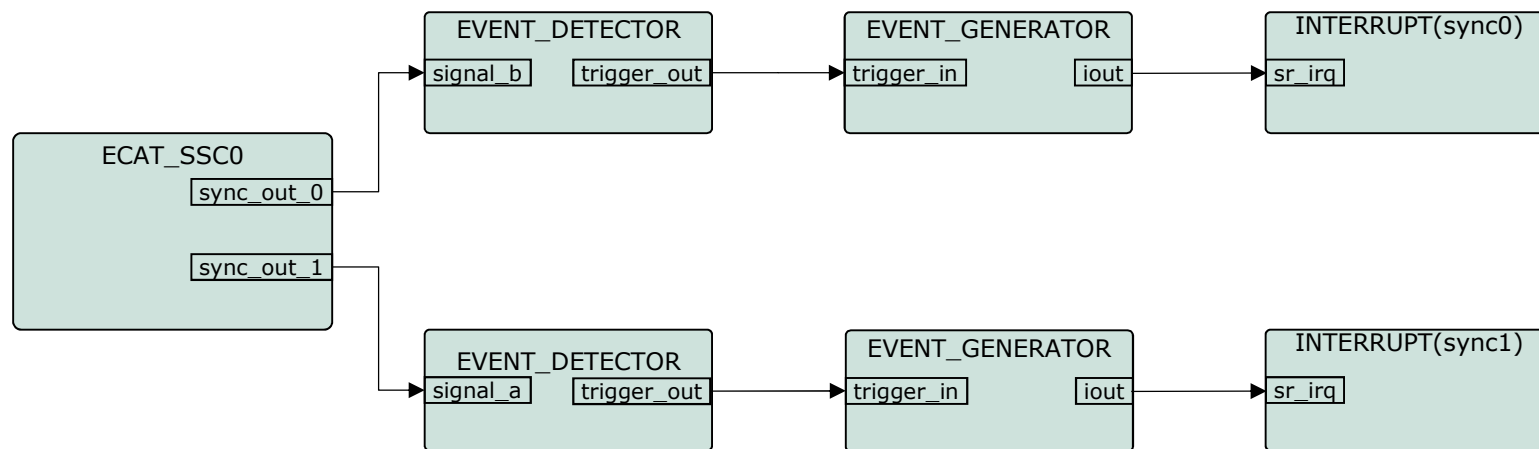 EVENT_DETECTOR
signal_b
trigger_out
EVENT_GENERATOR
trigger_in
iout
INTERRUPT(sync0)
sr_irq
ECAT_SSC0
sync_out_0
sync_out_1
EVENT_DETECTOR
signal_a
trigger_out
EVENT_GENERATOR
trigger_in
iout
INTERRUPT(sync1)
sr_irq